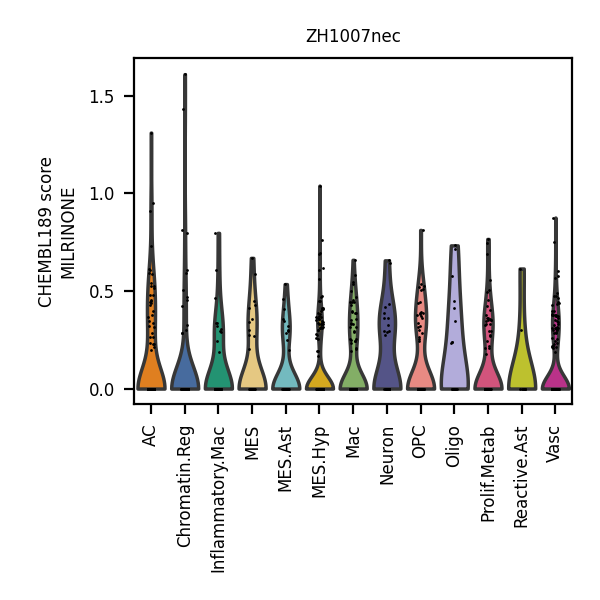 ZH1007nec
CHEMBL189 score
MILRINONE
1.5
1.0
0.5
0.0
AC
Chromatin.Reg
Inflammatory.Mac
MES
MES.Ast
MES.Hyp
Mac
Neuron
OPC
Oligo
Prolif.Metab
Reactive.Ast
Vasc